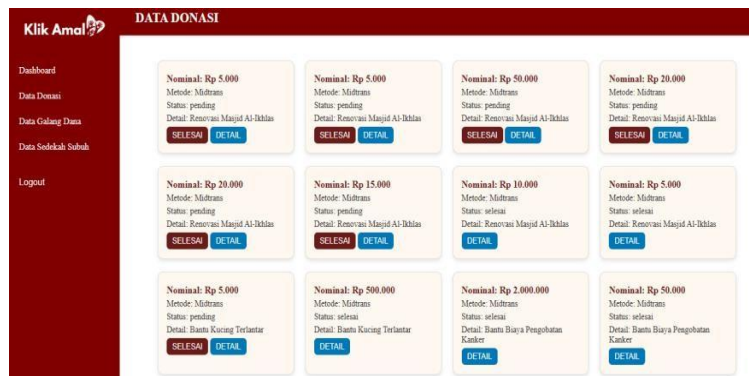 Klik Amal
DATA DONASI
Dashboard
Data Donasi
Data Galang Dana
Data Sedekah Subuh
Logout
Nominal: Rp 5.000
Metode: Midtrans
Status: pending
Detail: Renovasi Masjid Al-Ikhlas
SELESAI DETAIL
Nominal: Rp 5.000
Metode: Midtrans
Status: pending
Detail: Renovasi Masjid Al-Ikhlas
SELESAI DETAIL
Nominal: Rp 50.000
Metode: Midtrans
Status: pending
Detail: Renovasi Masjid Al-Ikhlas
SELESAI DETAIL
Nominal: Rp 20.000
Metode: Midtrans
Status: pending
Detail: Renovasi Masjid Al-Ikhlas
SELESAI DETAIL
Nominal: Rp 20.000
Metode: Midtrans
Status: pending
Detail: Renovasi Masjid Al-Ikhlas
SELESAI DETAIL
Nominal: Rp 15.000
Metode: Midtrans
Status: pending
Detail: Renovasi Masjid Al-Ikhlas
SELESAI DETAIL
Nominal: Rp 10.000
Metode: Midtrans
Status: selesai
Detail: Renovasi Masjid Al-Ikhlas
DETAIL
Nominal: Rp 5.000
Metode: Midtrans
Status: selesai
Detail: Renovasi Masjid Al-Ikhlas
DETAIL
Nominal: Rp 5.000
Metode: Midtrans
Status: pending
Detail: Bantu Kucing Terlantar
SELESAI DETAIL
Nominal: Rp 500.000
Metode: Midtrans
Status: selesai
Detail: Bantu Kucing Terlantar
DETAIL
Nominal: Rp 2.000.000
Metode: Midtrans
Status: selesai
Detail: Bantu Biaya Pengobatan
Kanker
DETAIL
Nominal: Rp 50.000
Metode: Midtrans
Status: selesai
Detail: Bantu Biaya Pengobatan
Kanker
DETAIL